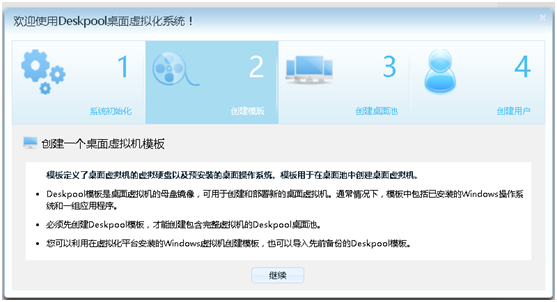 欢迎使用Deskpool桌面虚拟化系统！
1
系统初始化
2
创建模版
3
创建桌面池
4
创建用户
创建一个桌面虚拟机模板
模板定义了桌面虚拟机的虚拟硬盘以及预安装的桌面操作系统。模板用于在桌面池中创建桌面虚拟机。
• Deskpool模板是桌面虚拟机的母盘镜像，可用于创建和部署新的桌面虚拟机。通常情况下，模板中包括已安装的Windows操作系
统和一组应用程序。
• 必须先创建Deskpool模板，才能创建包含完整虚拟机的Deskpool桌面池。
• 您可以利用在虚拟化平台安装的Windows虚拟机创建模板，也可以导入先前备份的Deskpool模板。
继续